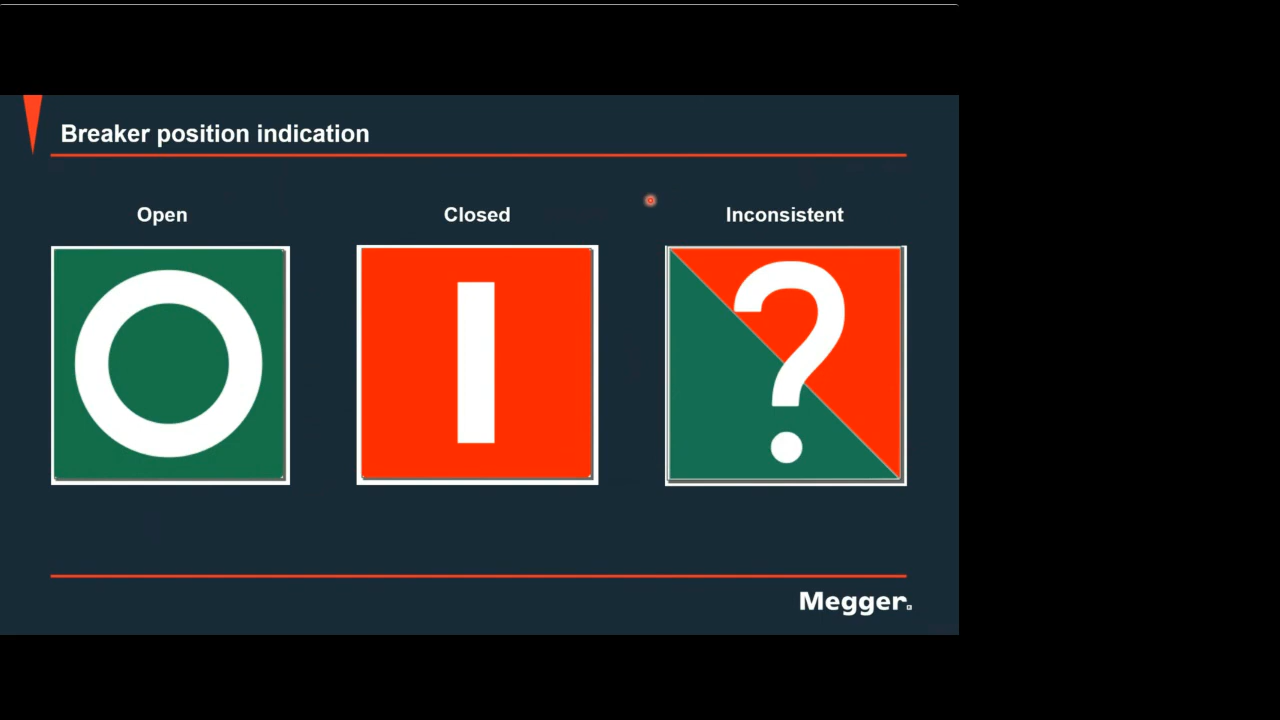 Breaker position indication
Open
Closed
Inconsistent
O
I
?
Megger